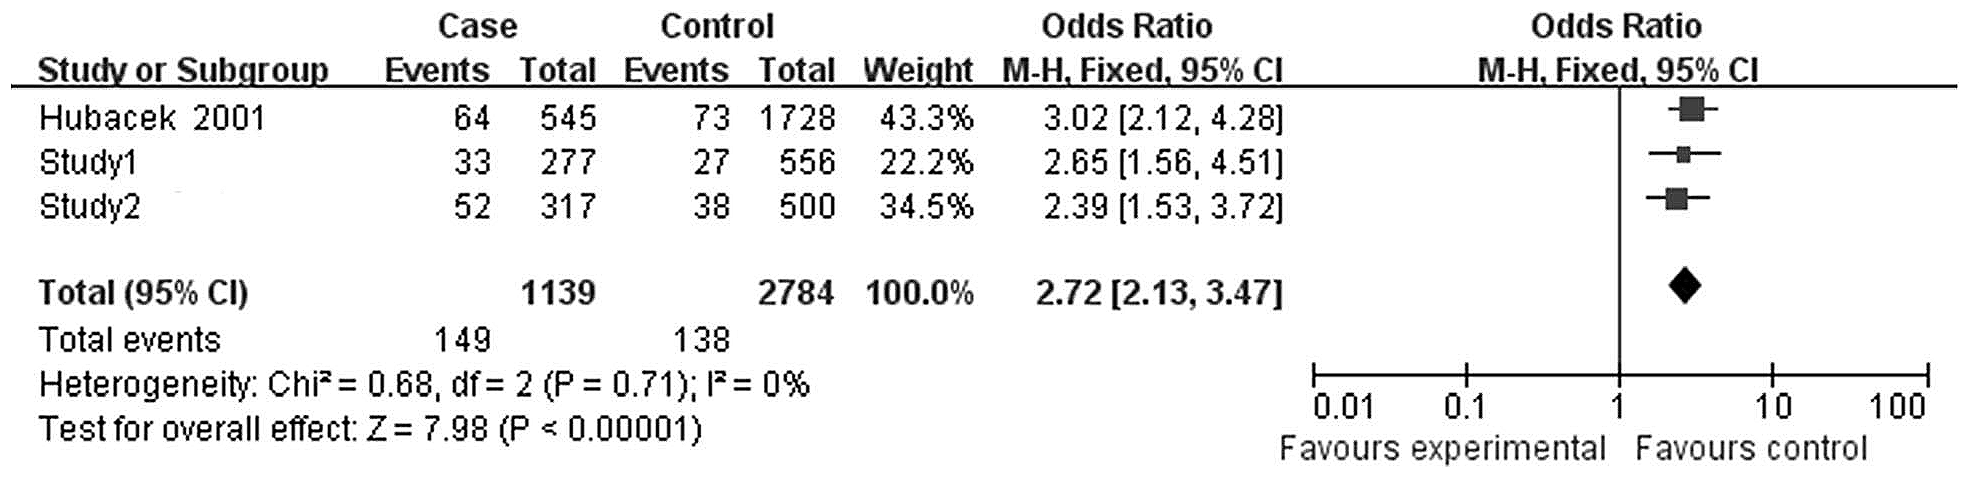 Case Control Odds Ratio Odds Ratio
Study or Subgroup Events Total Events Total Weight M-H, Fixed, 95% CI M-H, Fixed, 95% CI
Hubacek 2001 64 545 73 1728 43.3% 3.02 [2.12, 4.28]
Study1 33 277 27 556 22.2% 2.65 [1.56, 4.51]
Study2 52 317 38 500 34.5% 2.39 [1.53, 3.72]
Total (95% CI) 1139 2784 100.0% 2.72 [2.13, 3.47]
Total events 149 138
Heterogeneity: Chi² = 0.68, df = 2 (P = 0.71); I² = 0%
Test for overall effect: Z = 7.98 (P < 0.00001)
0.01 0.1 1 10 100
Favours experimental Favours control